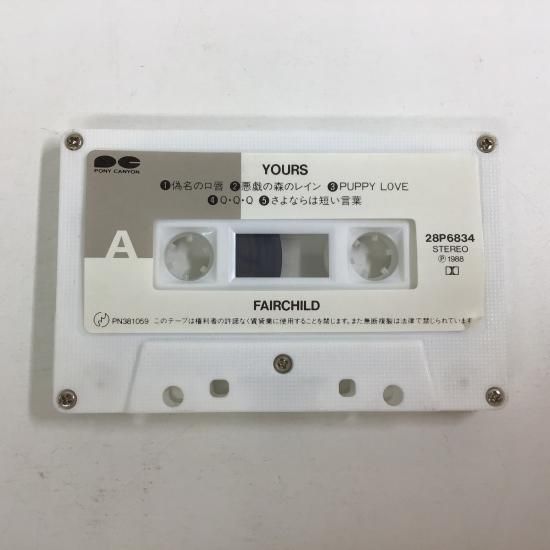 PONY CANYON
YOURS
❶偽名の口唇 ❷悪戯の森のレイン ❸PUPPY LOVE
❹Q・Q・Q ❺さよならは短い言葉
A
28P6834
STEREO
Ⓟ1988
FAIRCHILD
PN381059 このテープは権利者の許諾なく賃貸業に使用することを禁じます。また無断複製は法律で禁じられています